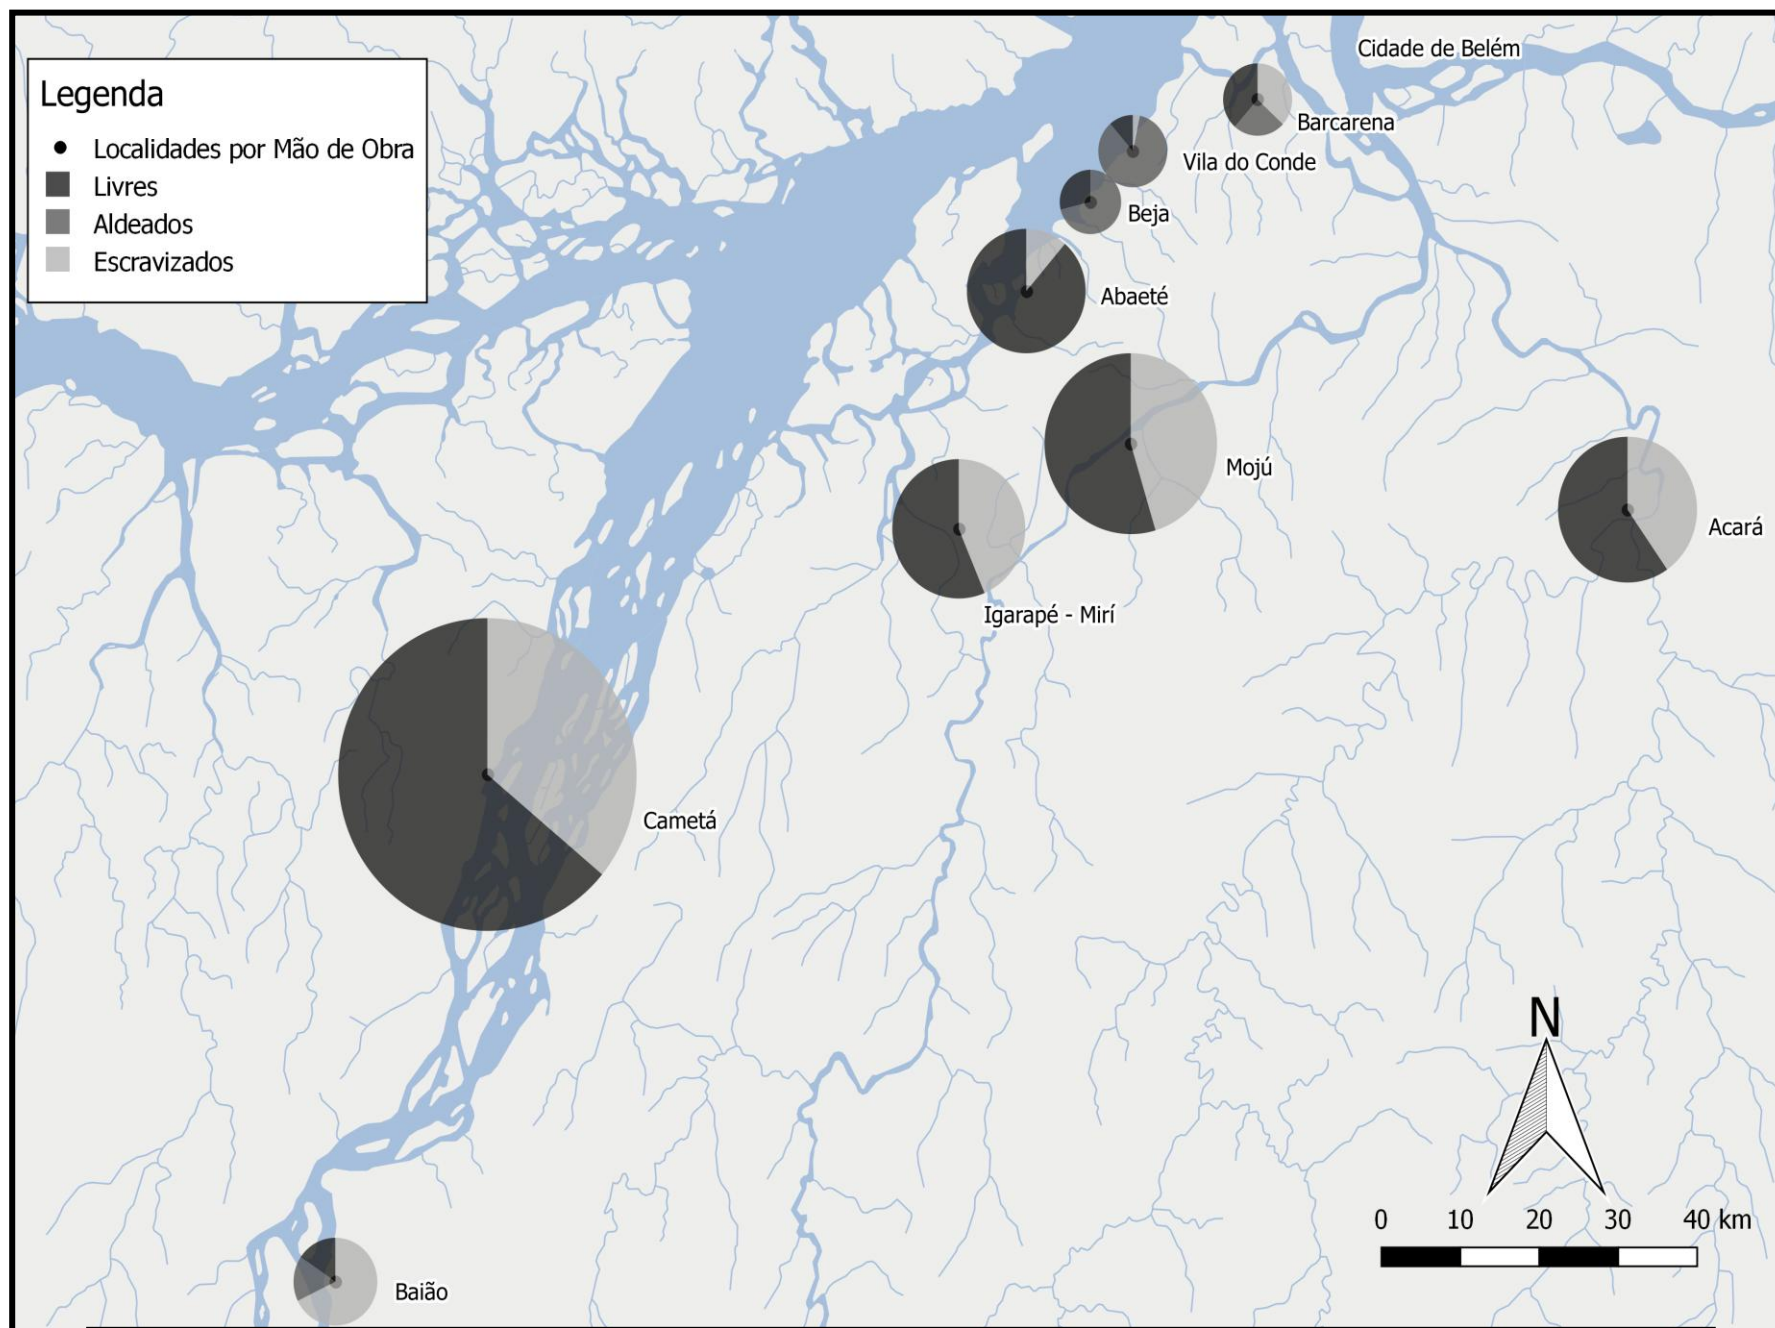 Legenda
Localidades por Mão de Obra
Livres
Aldeados
Escravizados
Cidade de Belém
Barcarena
Vila do Conde
Beja
Abaeté
Mojú
Acará
Igarapé - Mirí
Cametá
Baião
N
0 10 20 30 40 km